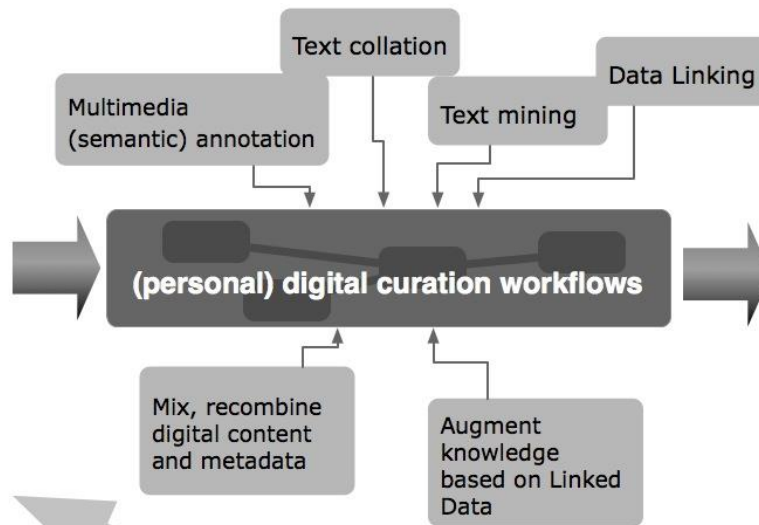 Text collation
Data Linking
Multimedia
(semantic) annotation
Text mining
(personal) digital curation workflows
Mix, recombine
digital content
and metadata
Augment
knowledge
based on Linked
Data